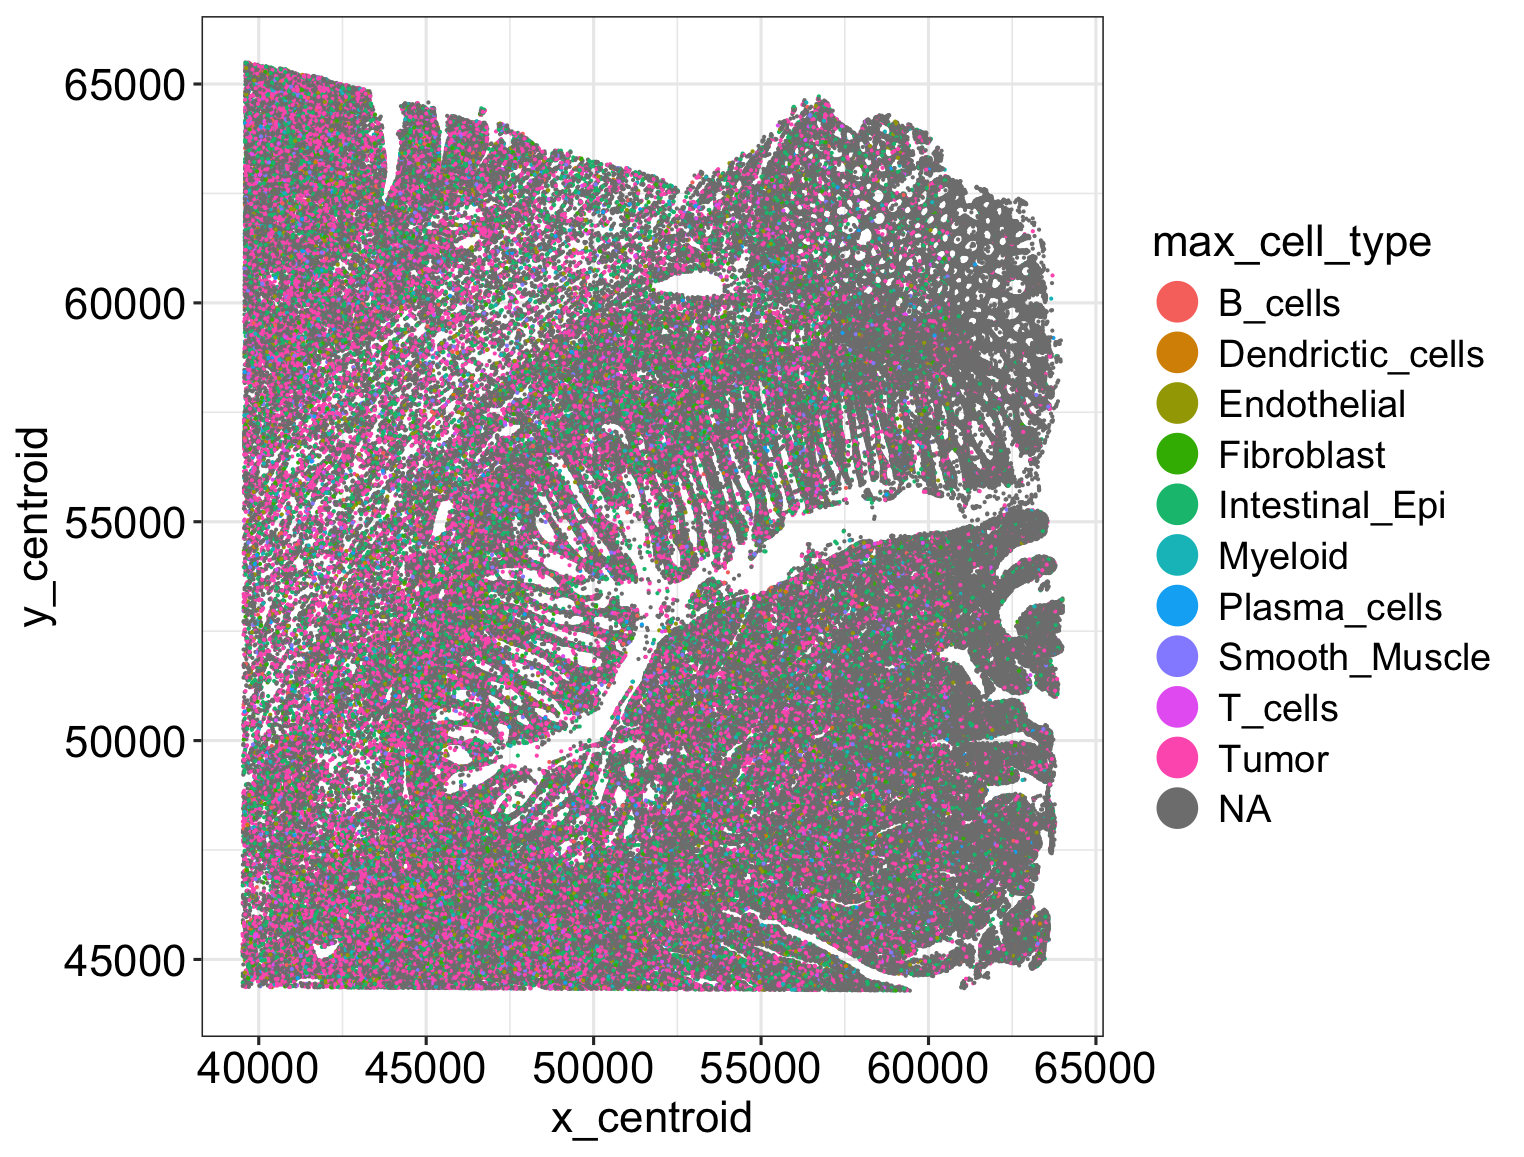 65000
60000
55000
50000
45000
y_centroid
40000 45000 50000 55000 60000 65000
x_centroid
max_cell_type
B_cells
Dendrictic_cells
Endothelial
Fibroblast
Intestinal_Epi
Myeloid
Plasma_cells
Smooth_Muscle
T_cells
Tumor
NA